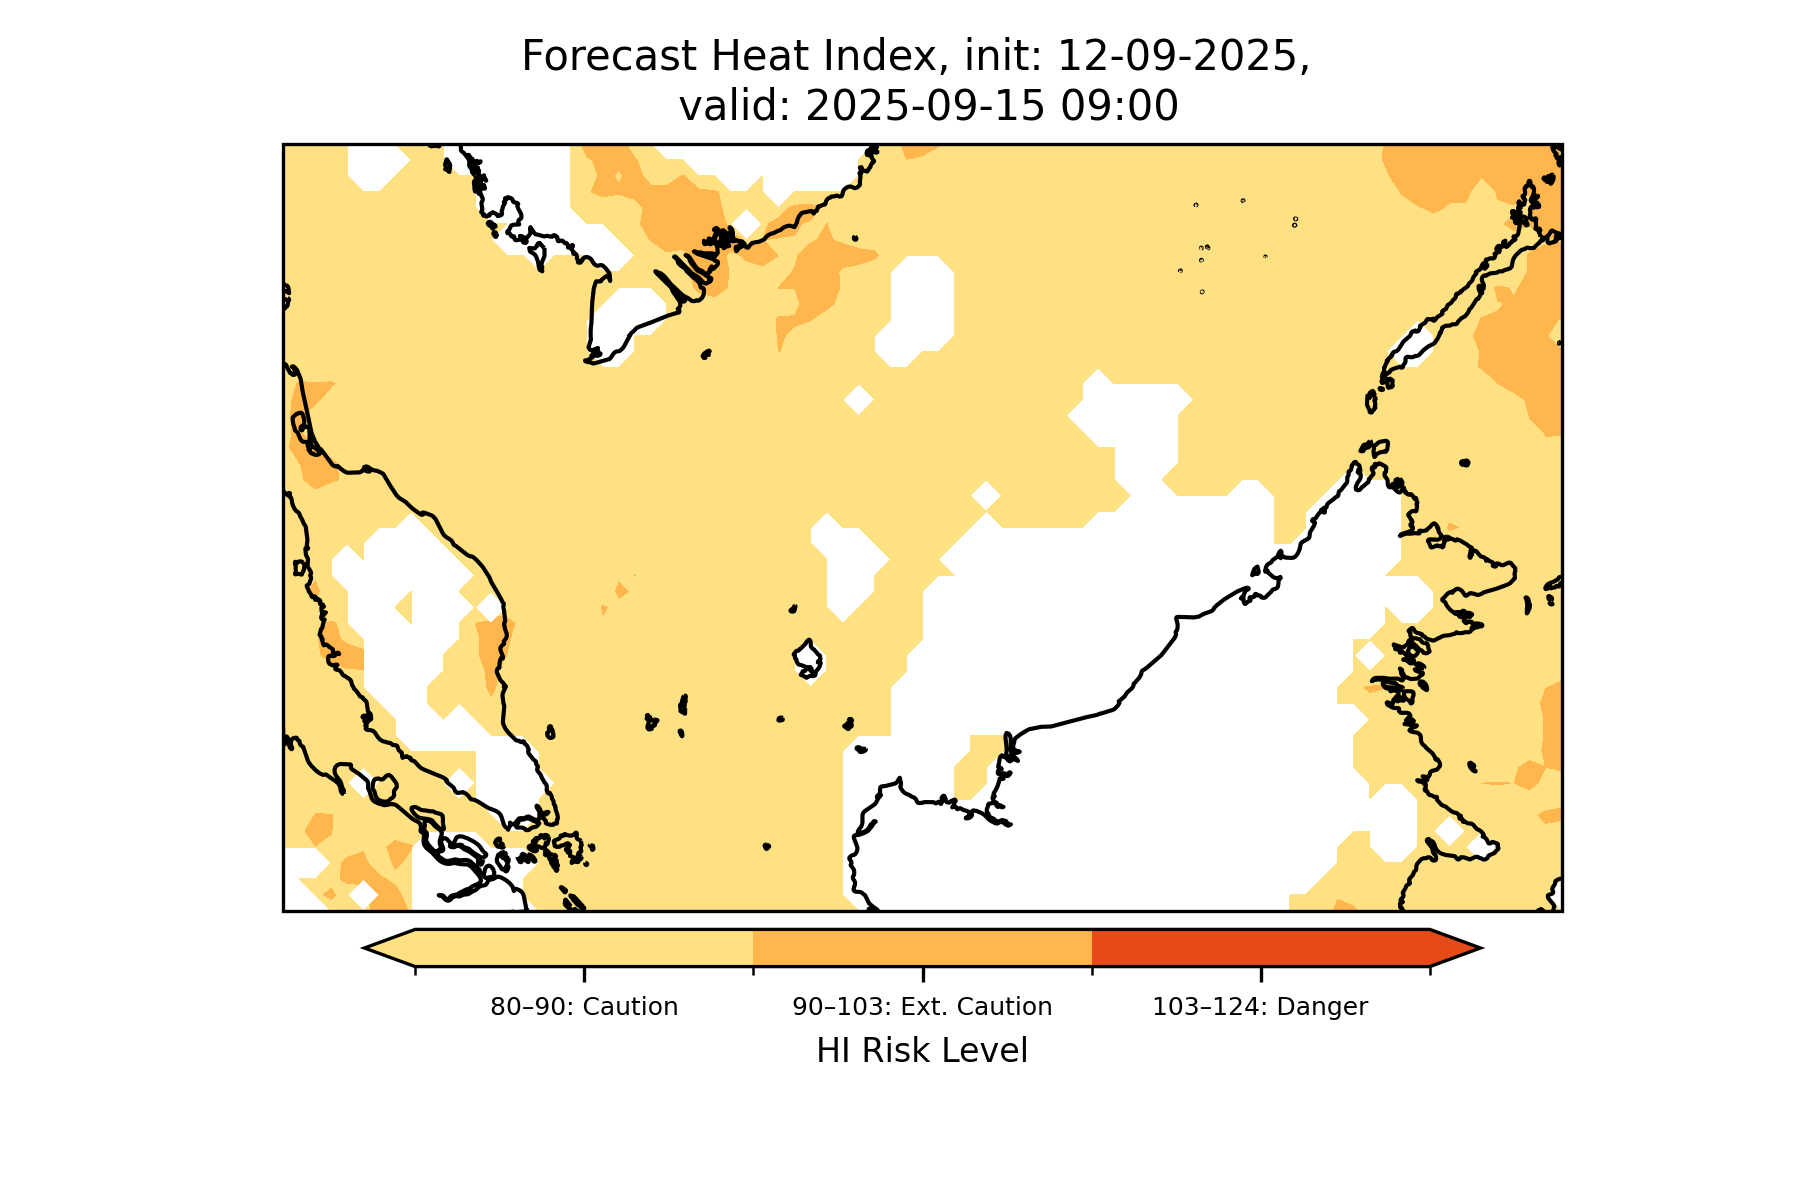 Forecast Heat Index, init: 12-09-2025,
valid: 2025-09-15 09:00
80–90: Caution
90–103: Ext. Caution
103–124: Danger
HI Risk Level